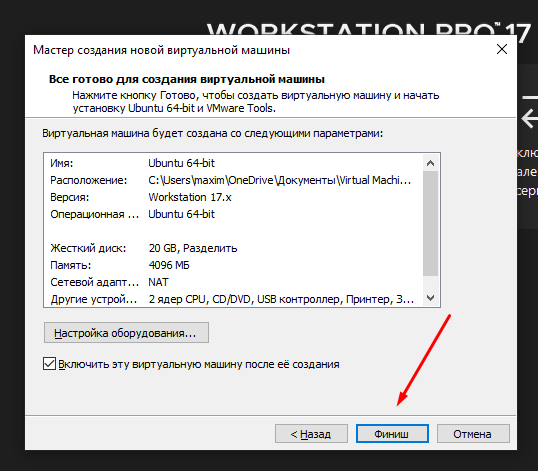 WORKSTATION PRO™ 17
Мастер создания новой виртуальной машины
Все готово для создания виртуальной машины
Нажмите кнопку Готово, чтобы создать виртуальную машину и начать
установку Ubuntu 64-bit и VMware Tools.
Виртуальная машина будет создана со следующими параметрами:
Имя: Ubuntu 64-bit
Расположение: C:\Users\maxim\OneDrive\Документы\Virtual Machi...
Версия: Workstation 17.x
Операционная ... Ubuntu 64-bit
Жесткий диск: 20 GB, Разделить
Память: 4096 МБ
Сетевой адапт... NAT
Другие устрой... 2 ядер CPU, CD/DVD, USB контроллер, Принтер, З...
Настройка оборудования...
Включить эту виртуальную машину после её создания
< Назад Финиш Отмена